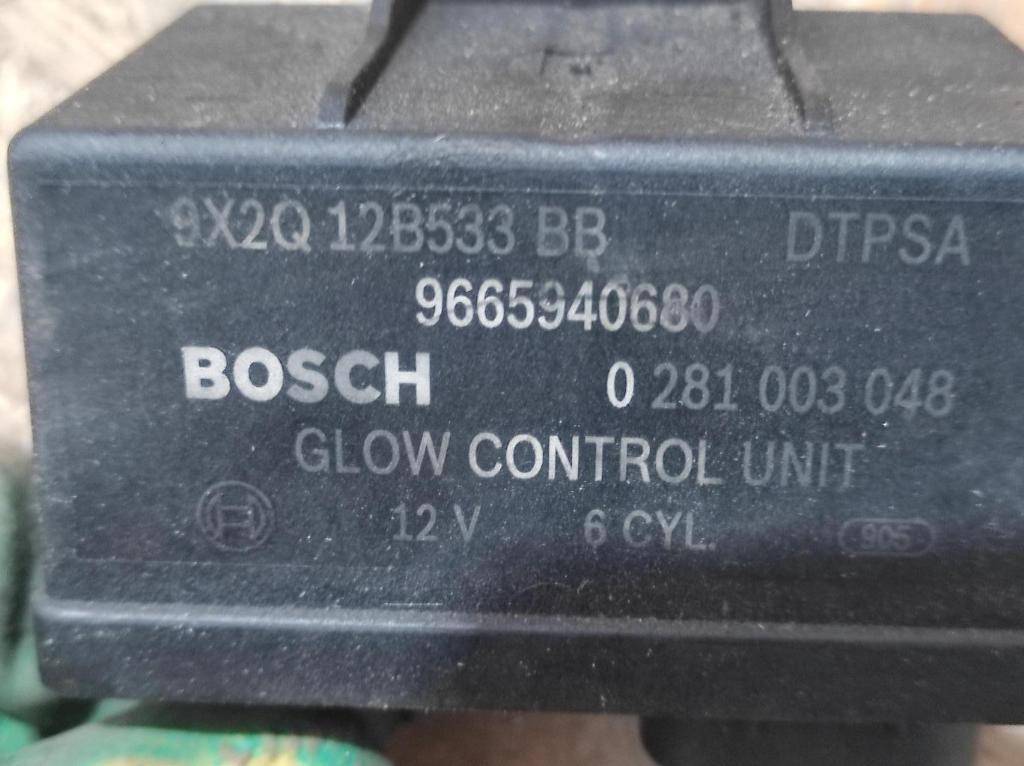 9X2Q 12B533 BB DTPSA
9665940680
BOSCH 0 281 003 048
GLOW CONTROL UNIT
12 V 6 CYL. 905